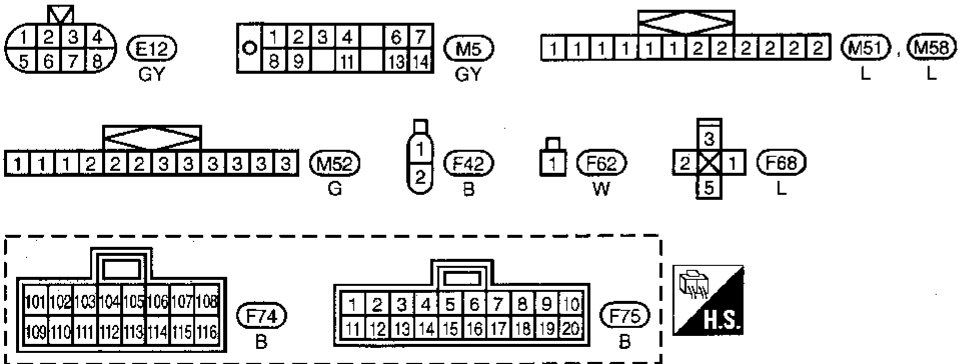 1 2 3 4
5 6 7 8
E12
GY
1 2 3 4 6 7
8 9 11 13 14
M5
GY
1 1 1 1 1 1 2 2 2 2 2 2
M51 , M58
L L
1 1 1 2 2 2 3 3 3 3 3 3
M52
G
1
2
F42
B
1
F62
W
3
2 1
5
F68
L
101 102 103 104 105 106 107 108
109 110 111 112 113 114 115 116
F74
B
1 2 3 4 5 6 7 8 9 10
11 12 13 14 15 16 17 18 19 20
F75
B
H.S.